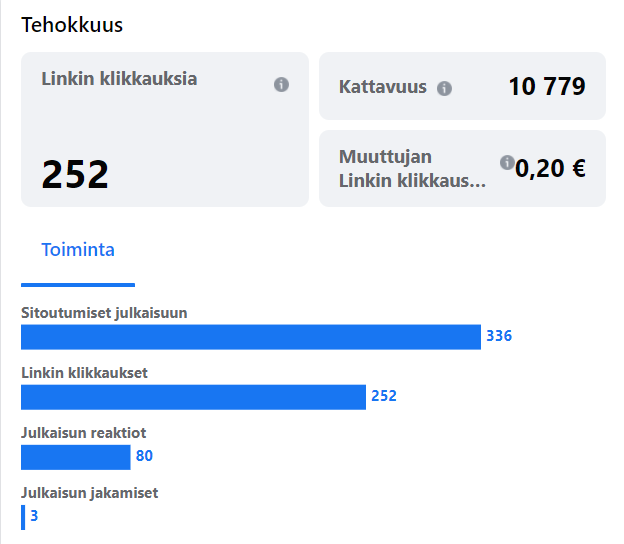 Tehokkuus
Linkin klikkauksia
252
Kattavuus
10 779
Muuttujan
Linkin klikkaus...
0,20 €
Toiminta
Sitoutumiset julkaisuun
336
Linkin klikkaukset
252
Julkaisun reaktiot
80
Julkaisun jakamiset
3